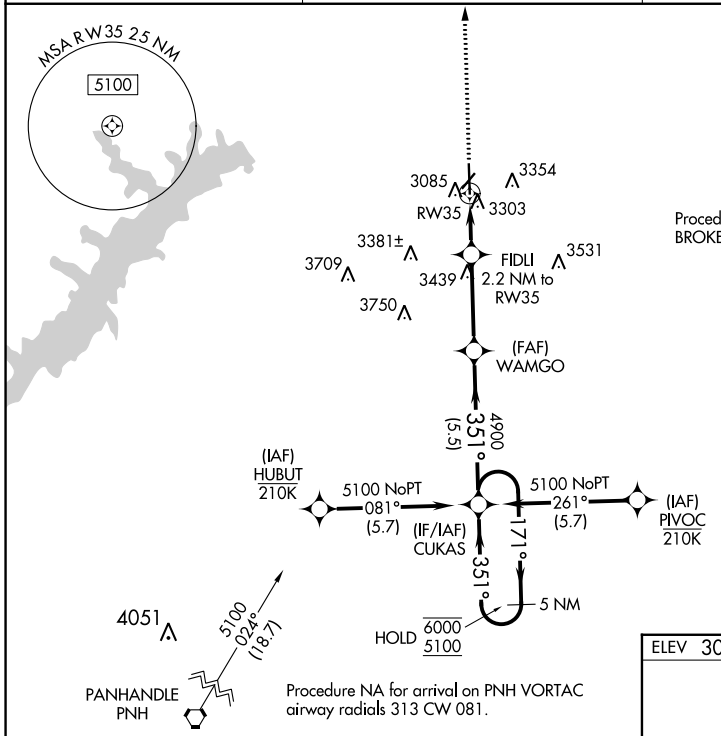 MSA RW35 25 NM
5100
3085
3354
RW35
3303
3381±
3709
3439
FIDLI
2.2 NM to
RW35
3531
3750
Proced
BROKE
(FAF)
WAMGO
4900
351°
(5.5)
(IAF)
HUBUT
210K
5100 NoPT
081°
(5.7)
(IF/IAF)
CUKAS
5100 NoPT
261°
(5.7)
(IAF)
PIVOC
210K
351°
171°
5 NM
HOLD
6000
5100
4051
5100
024°
(18.7)
PANHANDLE
PNH
Procedure NA for arrival on PNH VORTAC
airway radials 313 CW 081.
ELEV 30